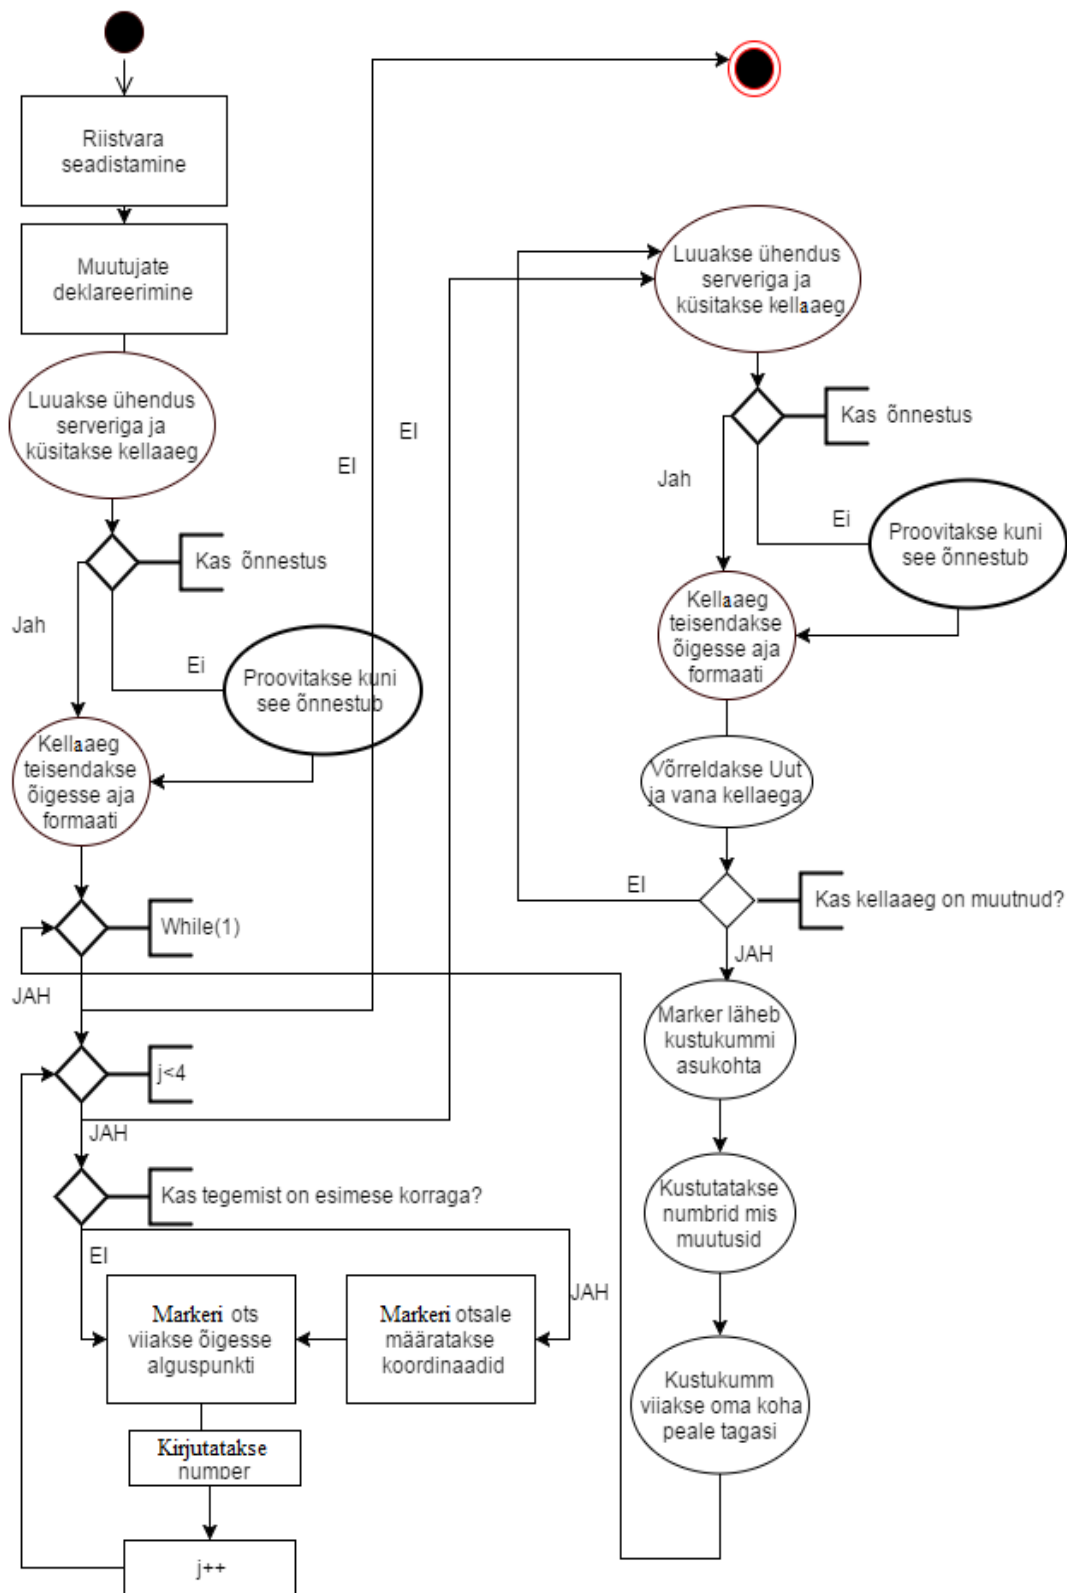 Riistvara
seadistamine
Muutujate
deklareerimine
Luuakse ühendus
serveriga ja
küsitakse kellaaeg
Kas õnnestus
Jah
Ei
Proovitakse kuni
see õnnestub
Kellaaeg
teisendakse
õigesse aja
formaati
While(1)
JAH
EI
j<4
JAH
EI
Kas tegemist on esimese korraga?
EI
JAH
Markeri ots
viiakse õigesse
alguspunkti
Markeri otsale
määratakse
koordinaadid
Kirjutatakse
number
j++
Luuakse ühendus
serveriga ja
küsitakse kellaaeg
Kas õnnestus
Jah
Ei
Proovitakse kuni
see õnnestub
Kellaaeg
teisendakse
õigesse aja
formaati
Võrreldakse Uut
ja vana kellaega
EI
Kas kellaaeg on muutnud?
JAH
Marker läheb
kustukummi
asukohta
Kustutatakse
numbrid mis
muutusid
Kustukumm
viiakse oma koha
peale tagasi